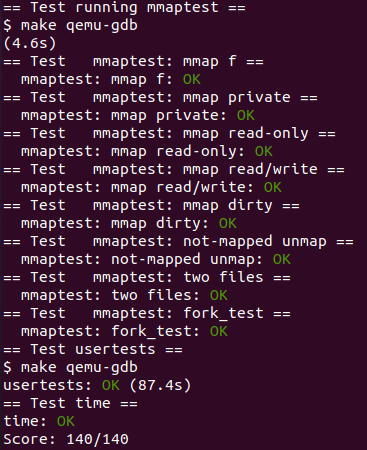 == Test running mmaptest ==
$ make qemu-gdb
(4.6s)
== Test   mmaptest: mmap f ==
  mmaptest: mmap f: OK
== Test   mmaptest: mmap private ==
  mmaptest: mmap private: OK
== Test   mmaptest: mmap read-only ==
  mmaptest: mmap read-only: OK
== Test   mmaptest: mmap read/write ==
  mmaptest: mmap read/write: OK
== Test   mmaptest: mmap dirty ==
  mmaptest: mmap dirty: OK
== Test   mmaptest: not-mapped unmap ==
  mmaptest: not-mapped unmap: OK
== Test   mmaptest: two files ==
  mmaptest: two files: OK
== Test   mmaptest: fork_test ==
  mmaptest: fork_test: OK
== Test usertests ==
$ make qemu-gdb
usertests: OK (87.4s)
== Test time ==
time: OK
Score: 140/140